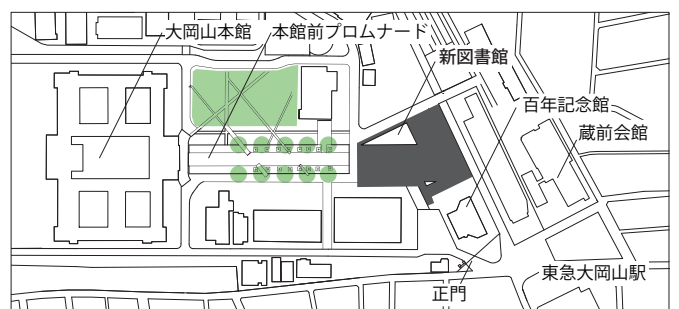 大岡山本館
本館前プロムナード
新図書館
百年記念館
蔵前会館
東急大岡山駅
正門